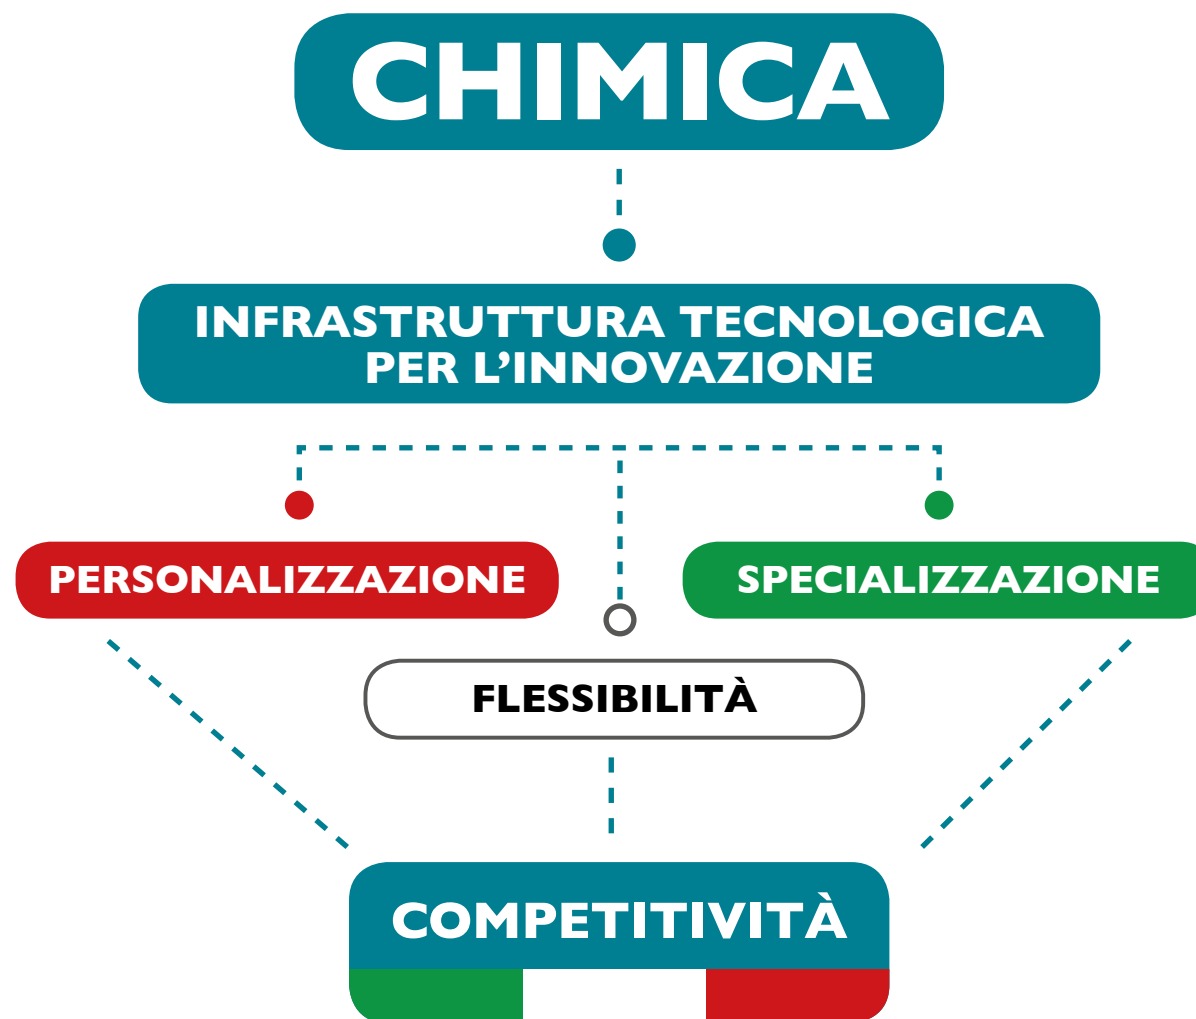 CHIMICA
INFRASTRUTTURA TECNOLOGICA
PER L’INNOVAZIONE
PERSONALIZZAZIONE
SPECIALIZZAZIONE
FLESSIBILITÀ
COMPETITIVITÀ